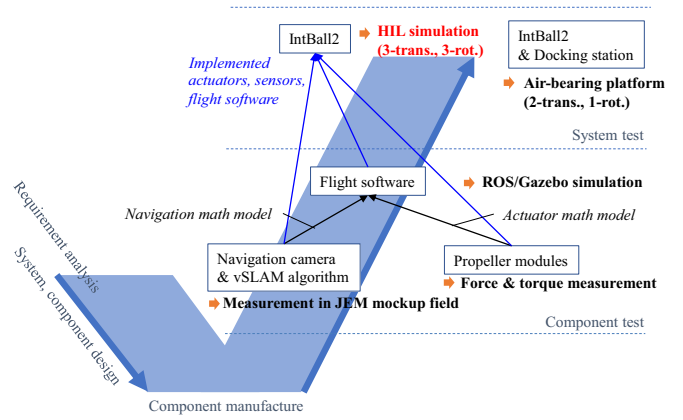 IntBall2
HIL simulation
(3-trans., 3-rot.)
IntBall2
& Docking station
Implemented
actuators, sensors,
flight software
Air-bearing platform
(2-trans., 1-rot.)
System test
Flight software
ROS/Gazebo simulation
Navigation math model
Actuator math model
Requirement analysis
System, component design
Navigation camera
& vSLAM algorithm
Propeller modules
Measurement in JEM mockup field
Force & torque measurement
Component test
Component manufacture